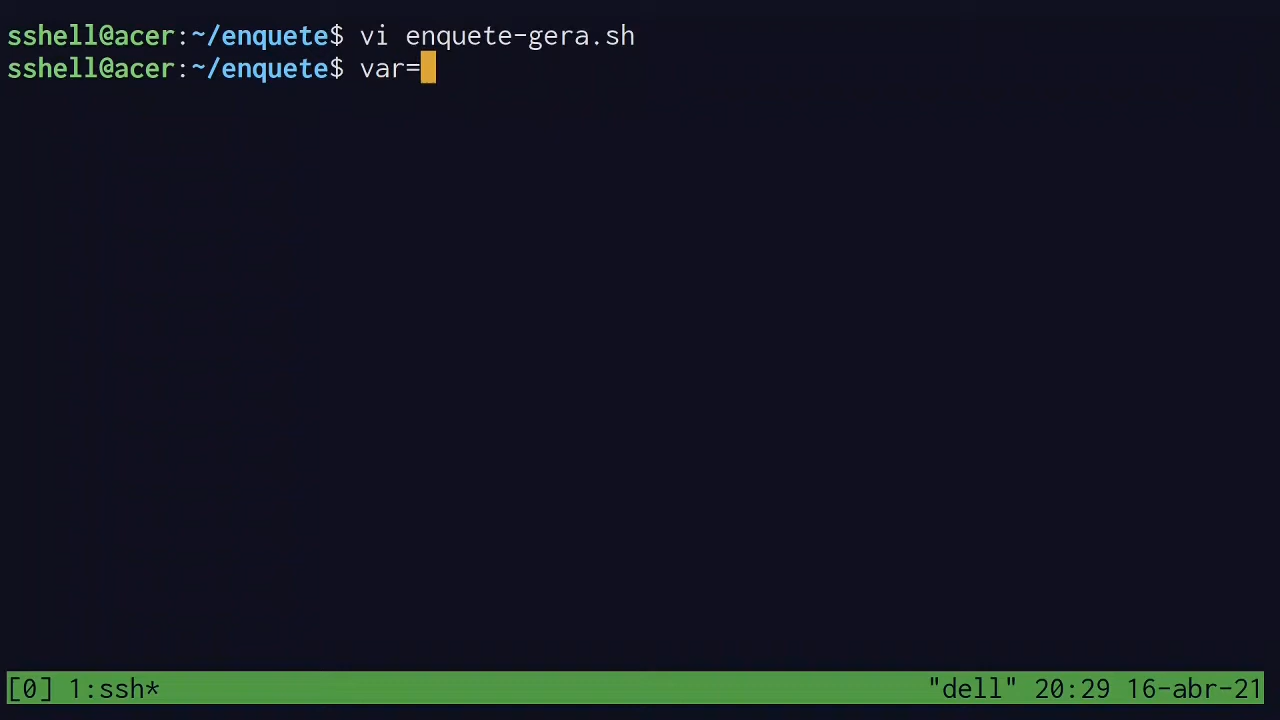 sshell@acer:~/enquete$ vi enquete-gera.sh
sshell@acer:~/enquete$ var=
[0] 1:ssh* "dell" 20:29 16-abr-21